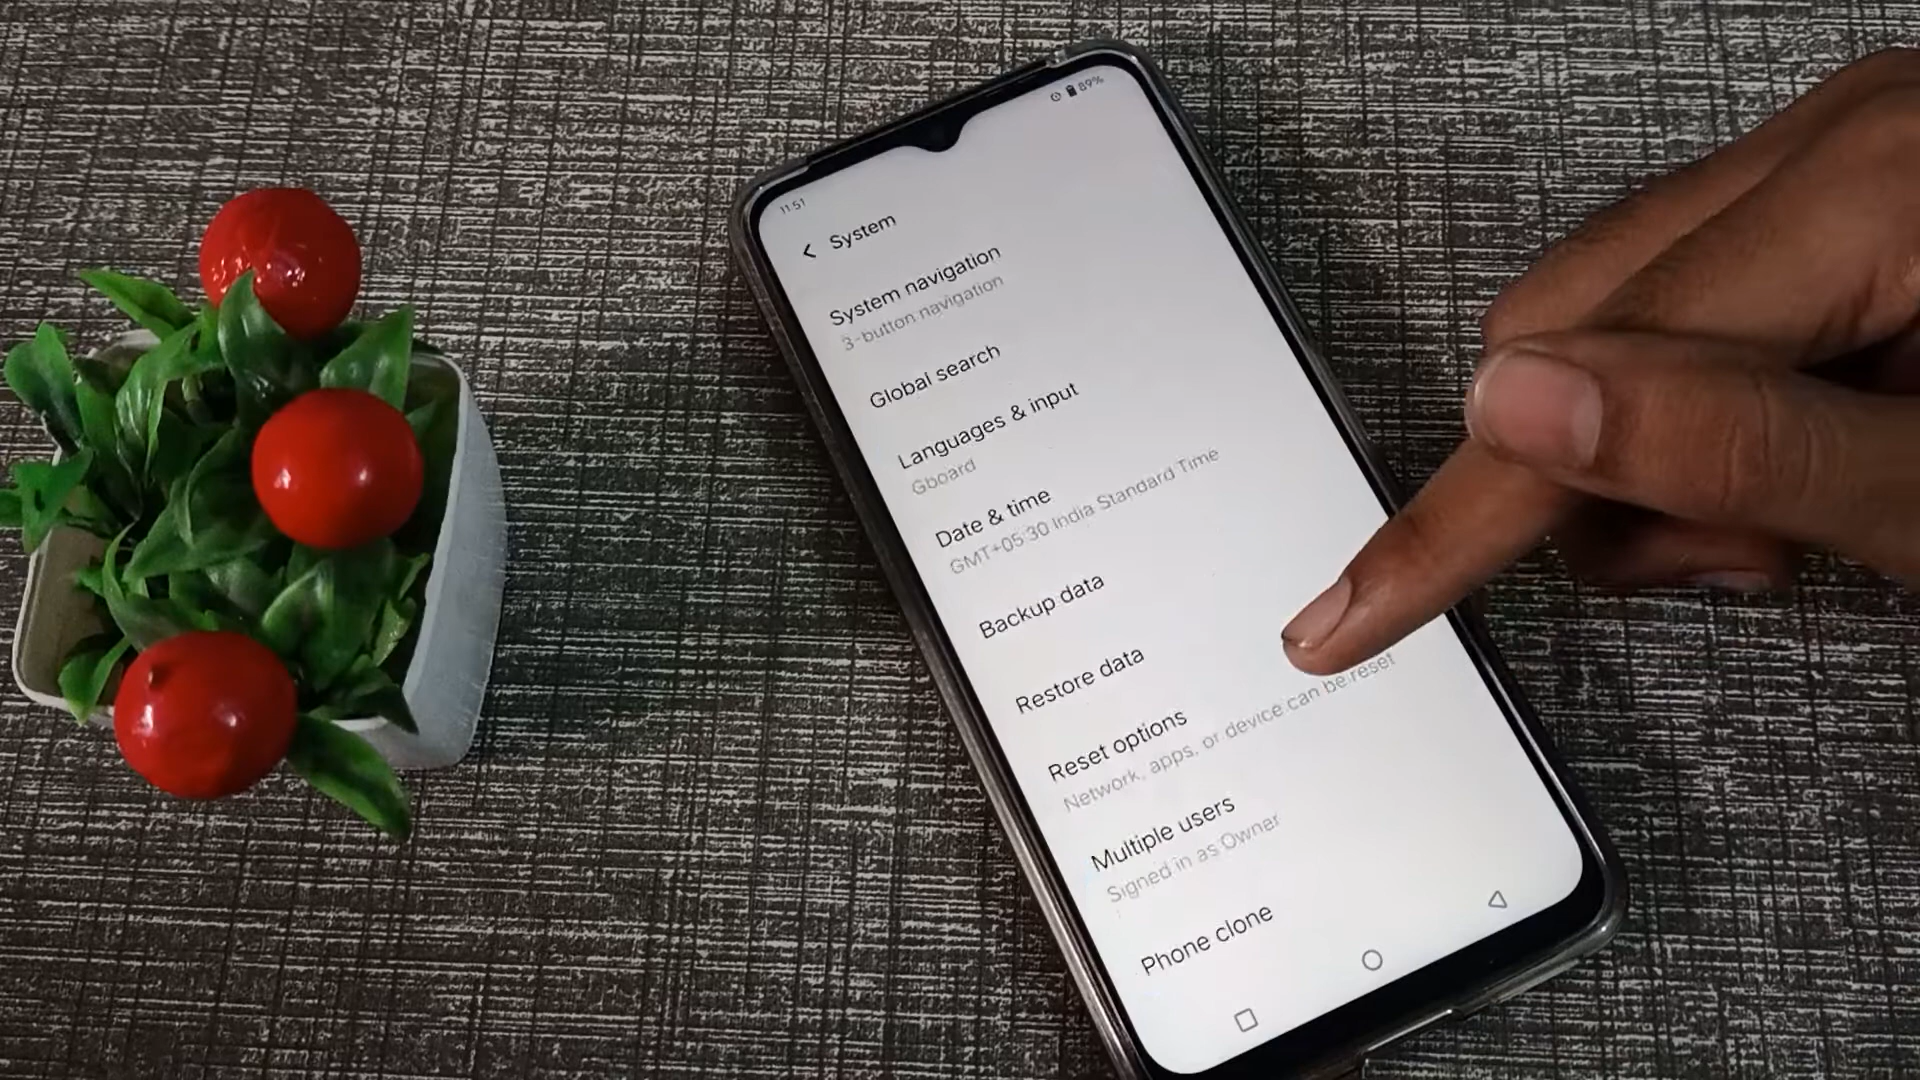 89%
11:51
System
System navigation
3-button navigation
Global search
Languages & input
Gboard
Date & time
GMT+05:30 India Standard Time
Backup data
Restore data
Reset options
Network, apps, or device can be reset
Multiple users
Signed in as Owner
Phone clone